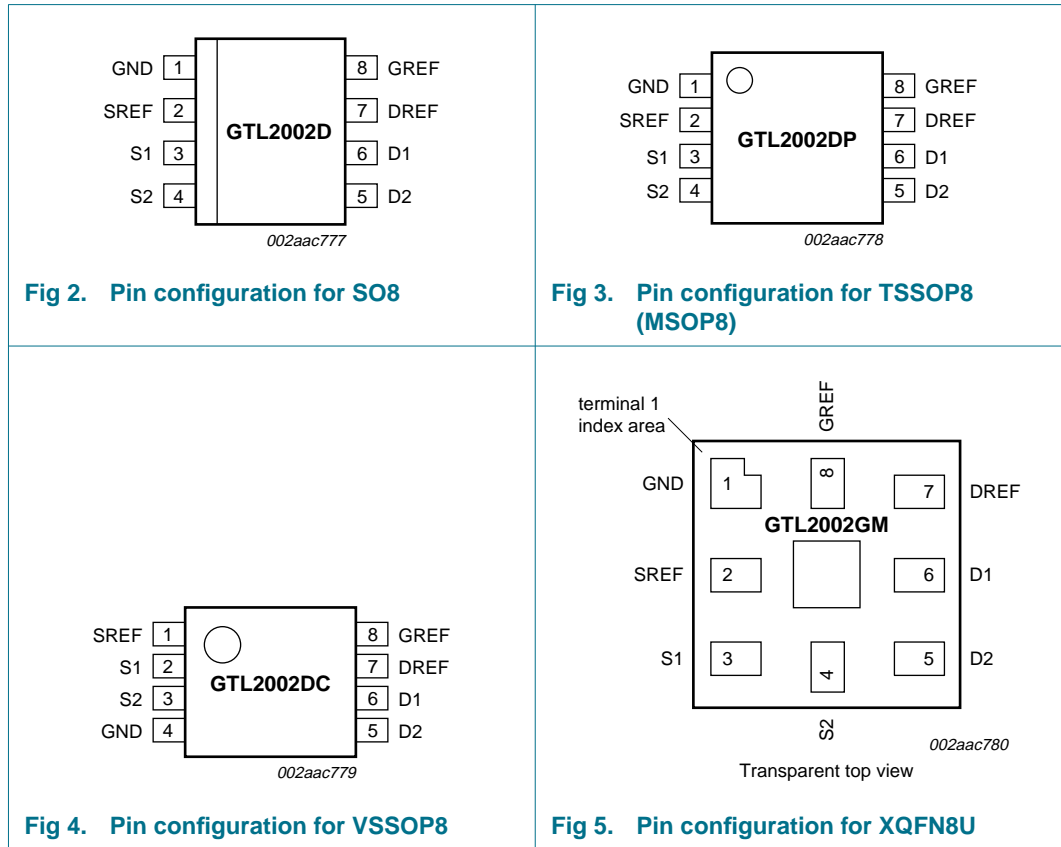 GND 1 8 GREF
SREF 2 7 DREF
GTL2002D
S1 3 6 D1
S2 4 5 D2
002aac777
Fig 2. Pin configuration for SO8
GND 1 8 GREF
SREF 2 7 DREF
GTL2002DP
S1 3 6 D1
S2 4 5 D2
002aac778
Fig 3. Pin configuration for TSSOP8
(MSOP8)
SREF 1 8 GREF
S1 2 7 DREF
GTL2002DC
S2 3 6 D1
GND 4 5 D2
002aac779
Fig 4. Pin configuration for VSSOP8
terminal 1
index area
GREF
GND 1 8 7 DREF
GTL2002GM
SREF 2 6 D1
S1 3 4 5 D2
S2
002aac780
Transparent top view
Fig 5. Pin configuration for XQFN8U